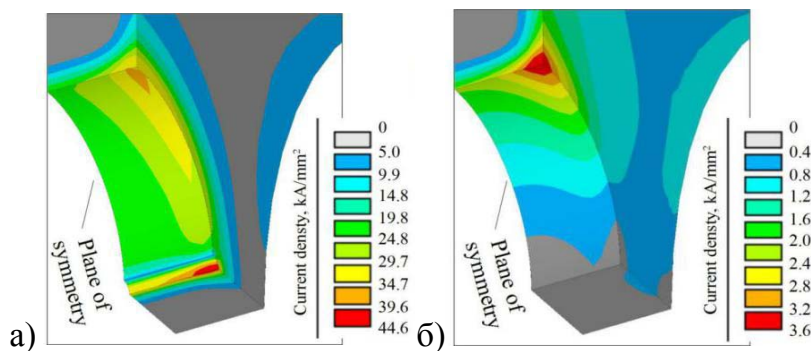 а)
Plane of
symmetry
Current densty, kA/mm²
0
5.0
9.9
14.8
19.8
24.8
29.7
34.7
39.6
44.6
б)
Plane of
symmetry
Current densty, kA/mm²
0
0.4
0.8
1.2
1.6
2.0
2.4
2.8
3.2
3.6